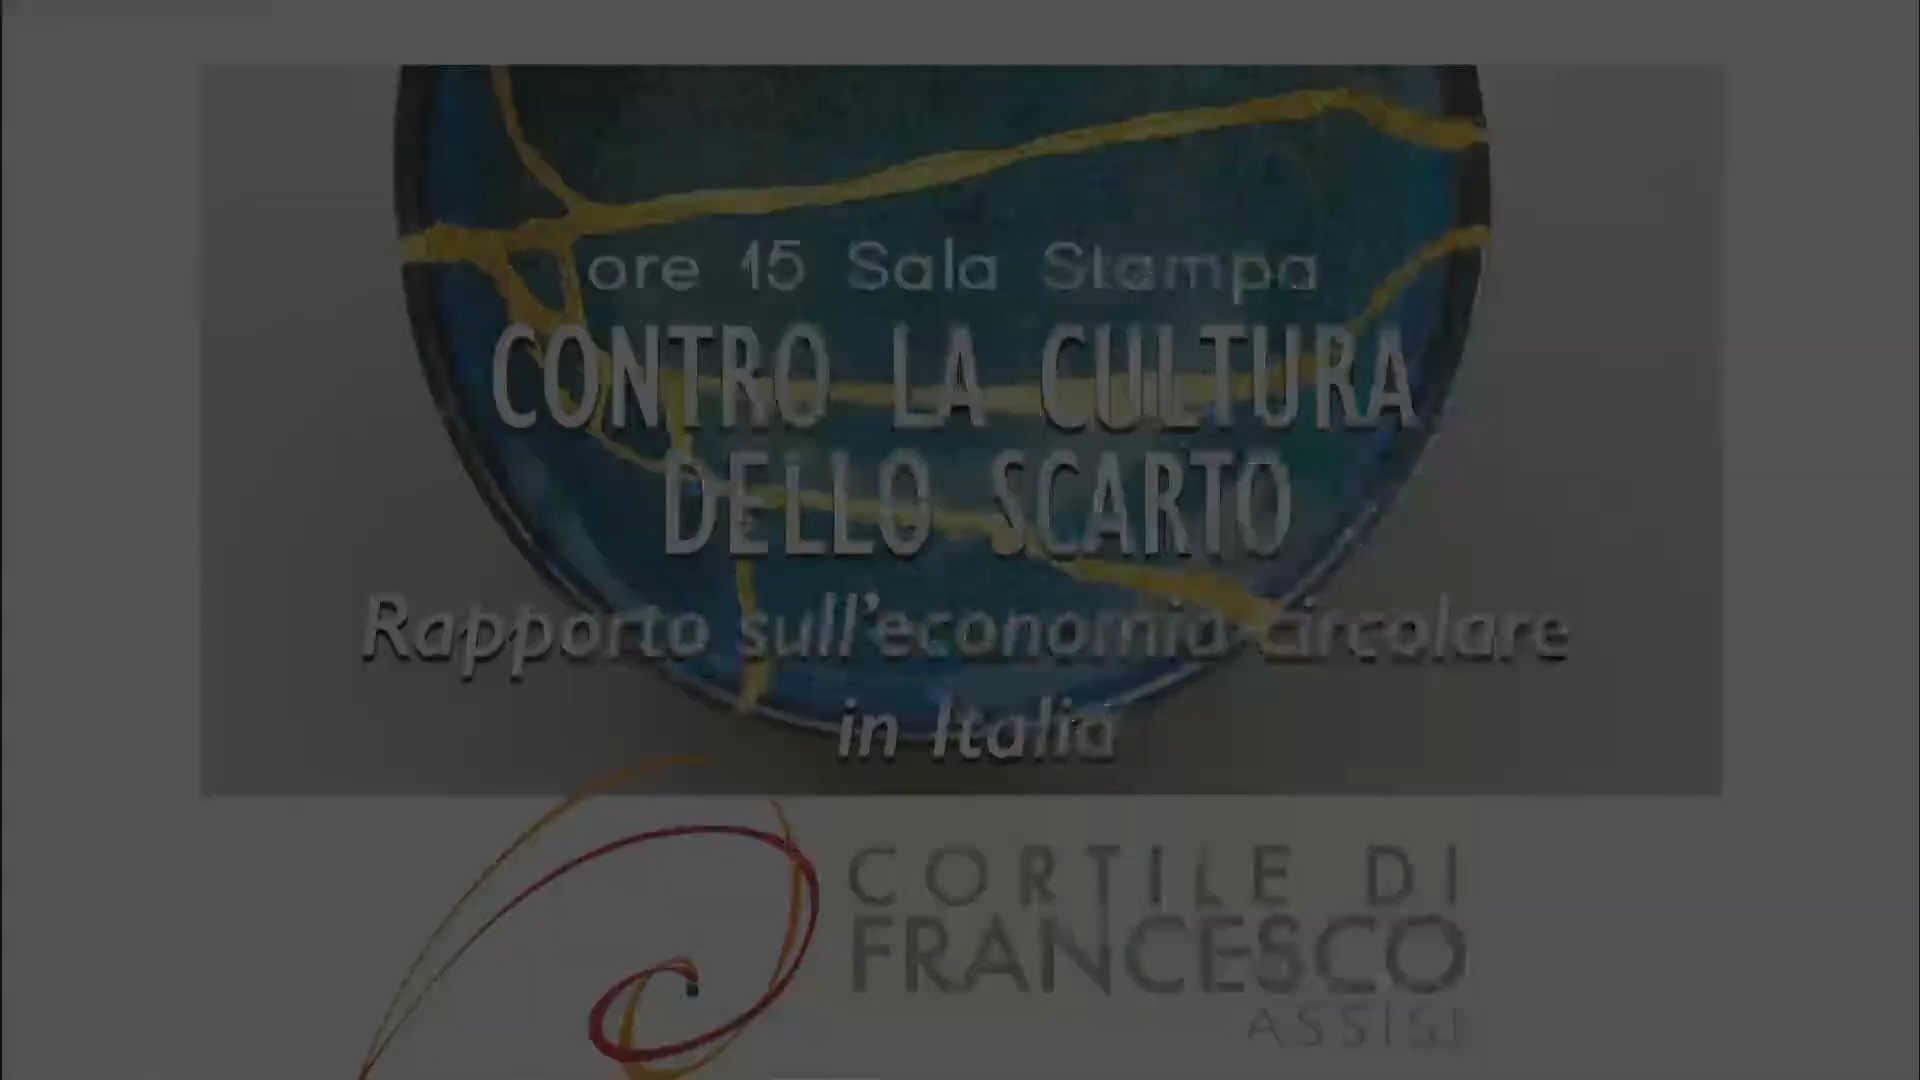 ore 15 Sala Stampa
CONTRO LA CULTURA
DELLO SCARTO
Rapporto sull'economia circolare
in Italia
CORTILE DI
FRANCESCO
ASSISI